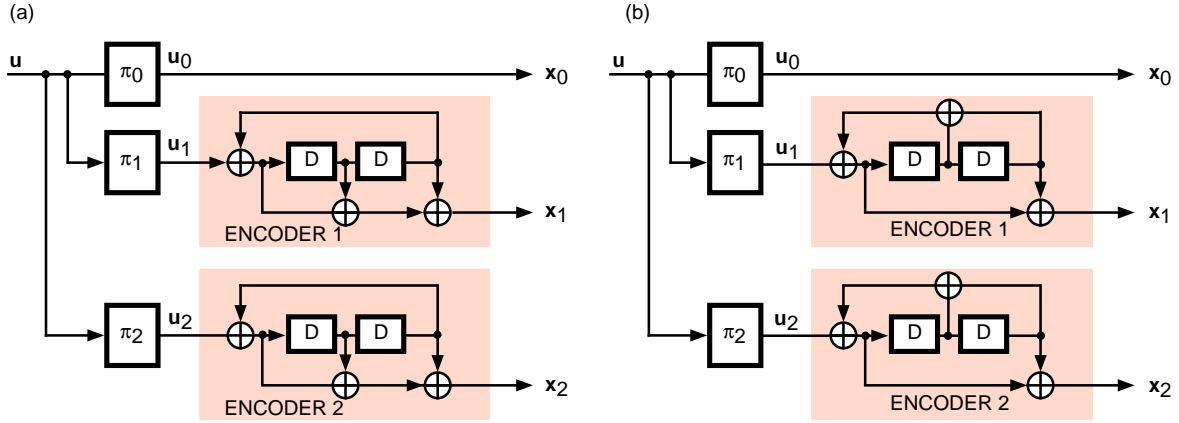 (a)
u
π0
u0
x0
π1
u1
D
D
x1
ENCODER 1
π2
u2
D
D
x2
ENCODER 2
(b)
u
π0
u0
x0
π1
u1
D
D
x1
ENCODER 1
π2
u2
D
D
x2
ENCODER 2